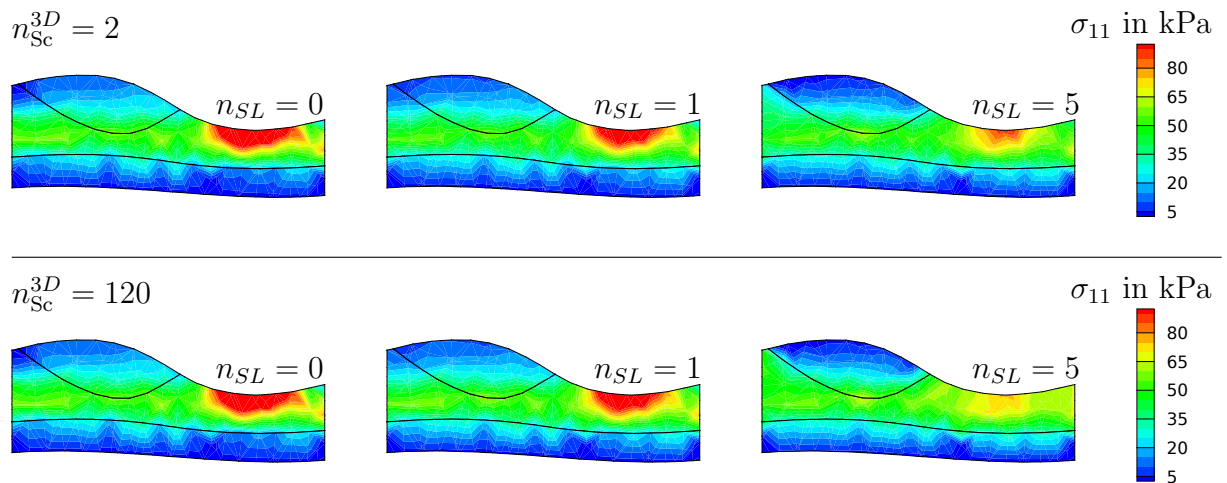 n_{Sc}^{3D} = 2
σ_{11} in kPa
n_{SL} = 0
n_{SL} = 1
n_{SL} = 5
80
65
50
35
20
5
n_{Sc}^{3D} = 120
σ_{11} in kPa
n_{SL} = 0
n_{SL} = 1
n_{SL} = 5
80
65
50
35
20
5